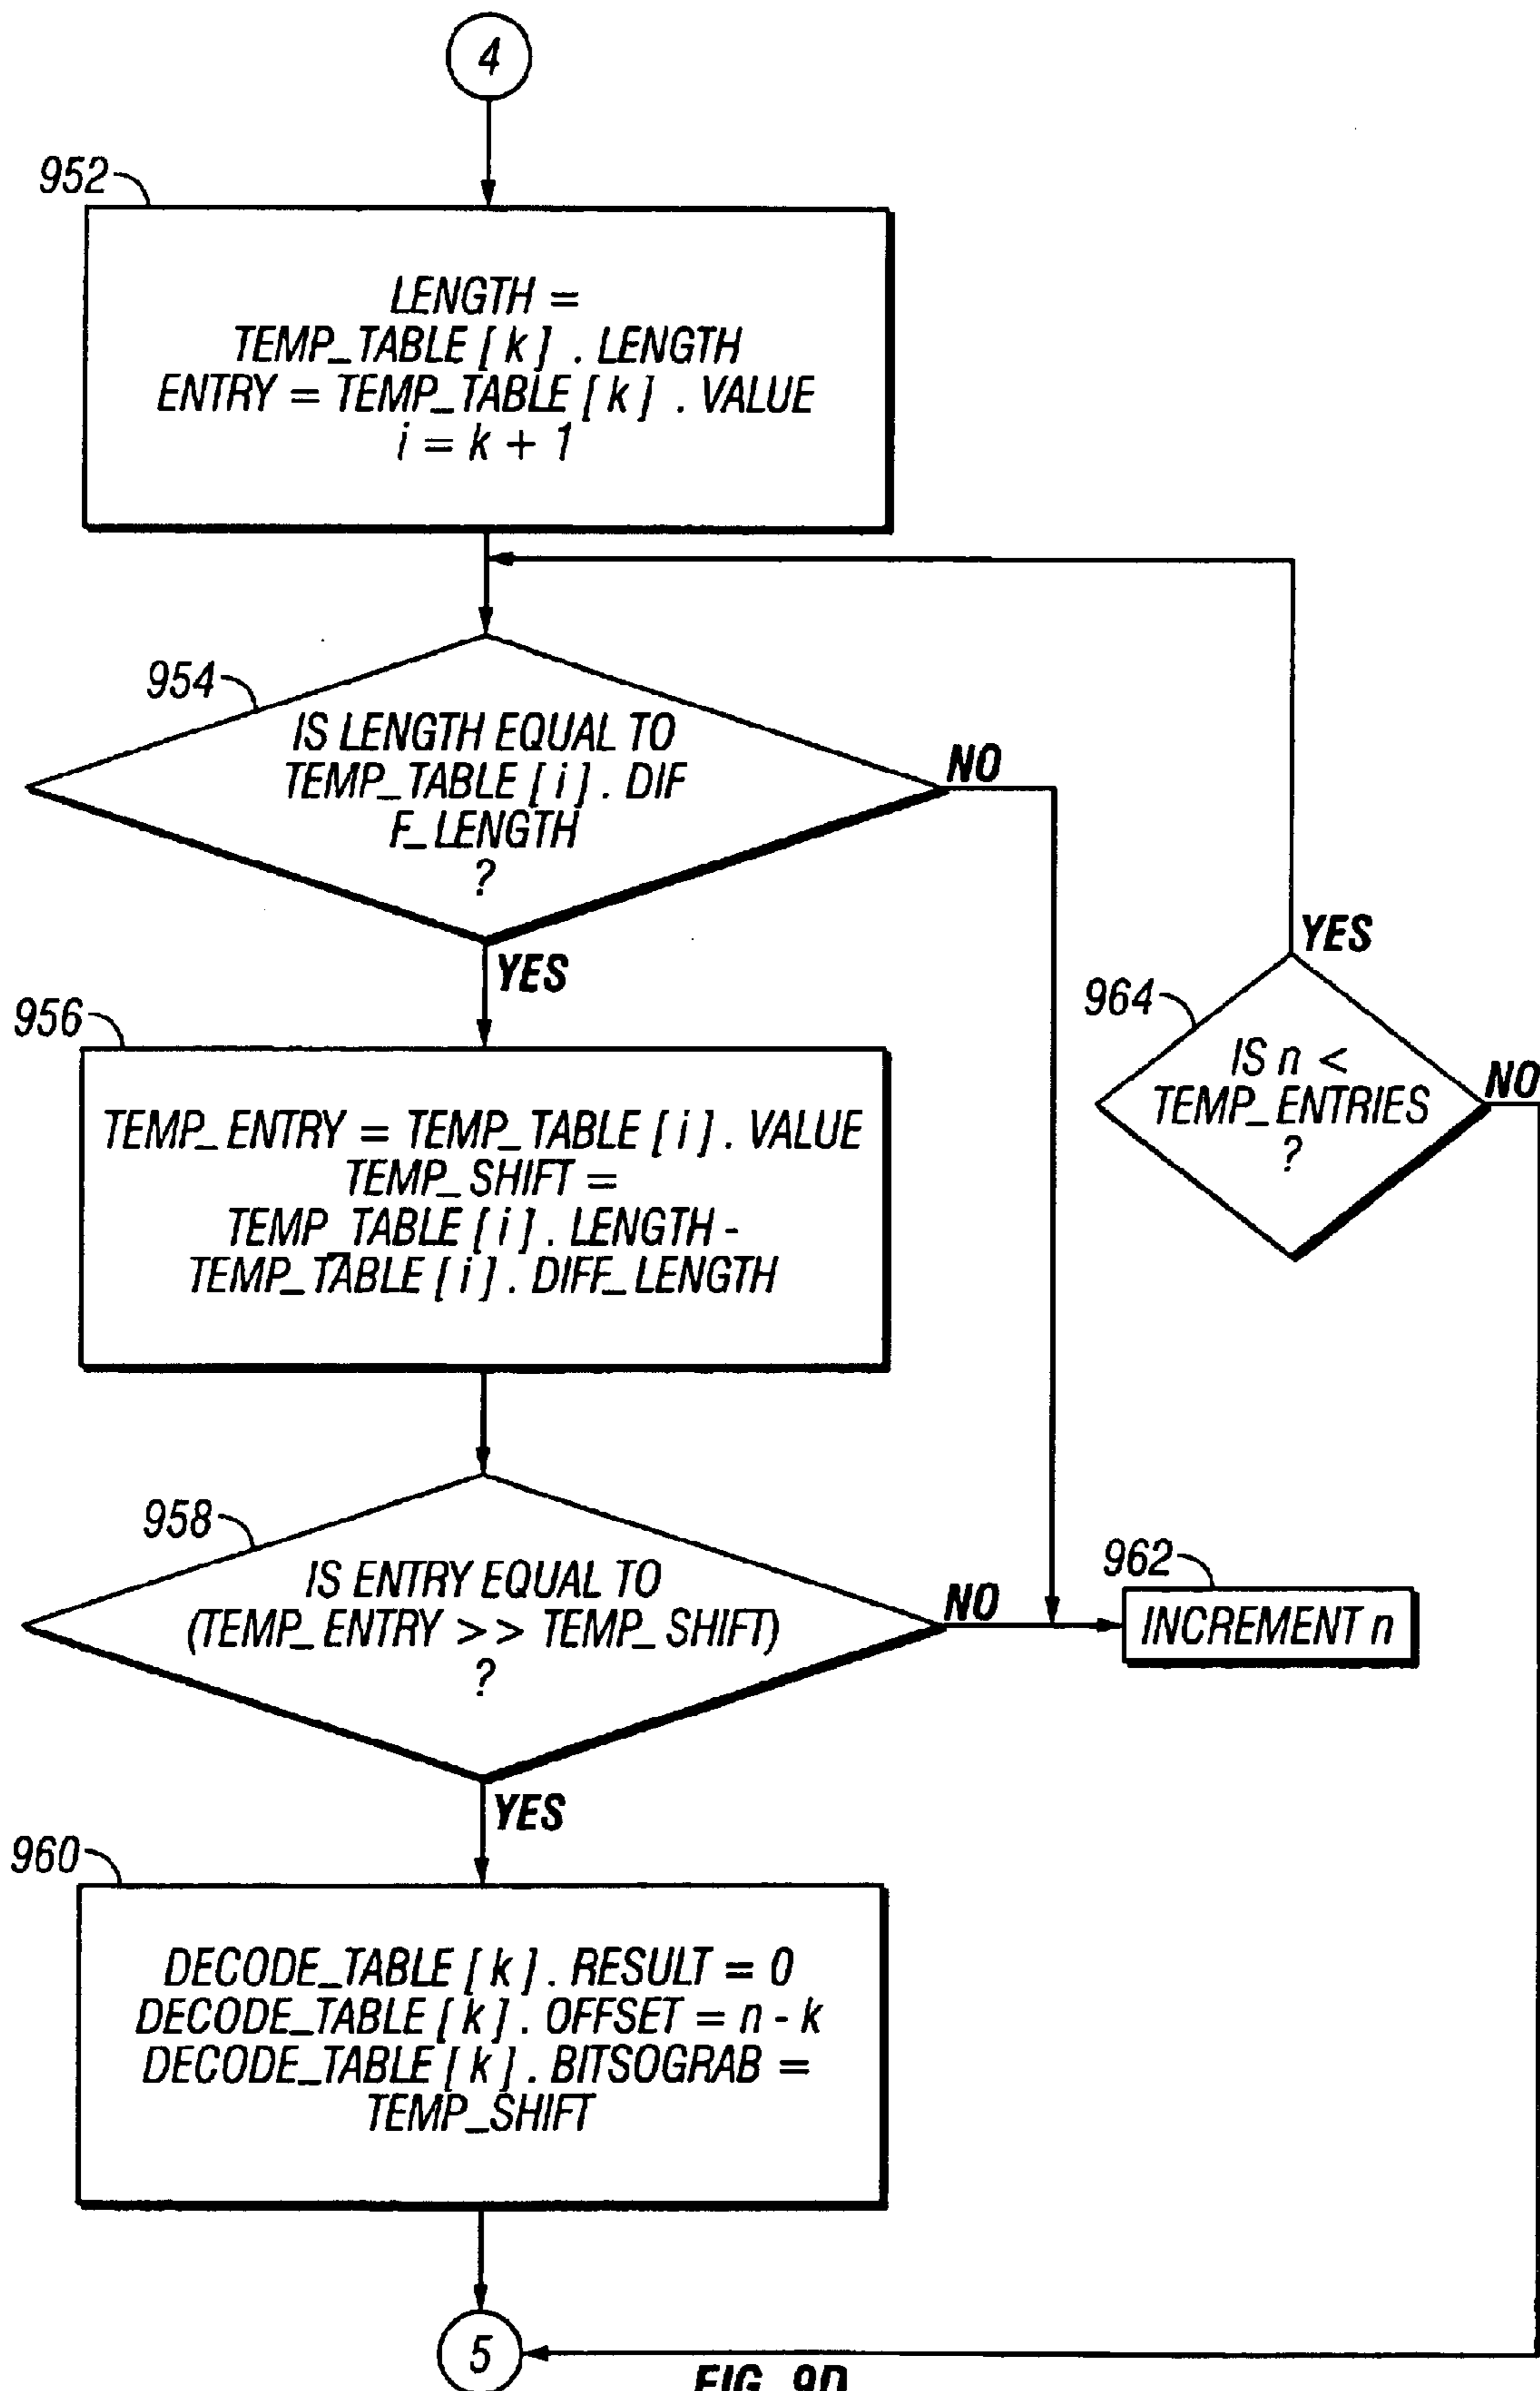 4
952
LENGTH =
TEMP_TABLE [ k ] . LENGTH
ENTRY = TEMP_TABLE [ k ] . VALUE
i = k + 1
954
IS LENGTH EQUAL TO
TEMP_TABLE [ i ] . DIF
F_LENGTH
?
NO
YES
956
TEMP_ENTRY = TEMP_TABLE [ i ] . VALUE
TEMP_SHIFT =
TEMP_TABLE [ i ] . LENGTH -
TEMP_TABLE [ i ] . DIFF_LENGTH
YES
964
IS n <
TEMP_ENTRIES
?
NO
958
IS ENTRY EQUAL TO
(TEMP_ENTRY > > TEMP_SHIFT)
?
NO
962
INCREMENT n
YES
960
DECODE_TABLE [ k ] . RESULT = 0
DECODE_TABLE [ k ] . OFFSET = n - k
DECODE_TABLE [ k ] . BITSOGRAB =
TEMP_SHIFT
5
FIG. 9D